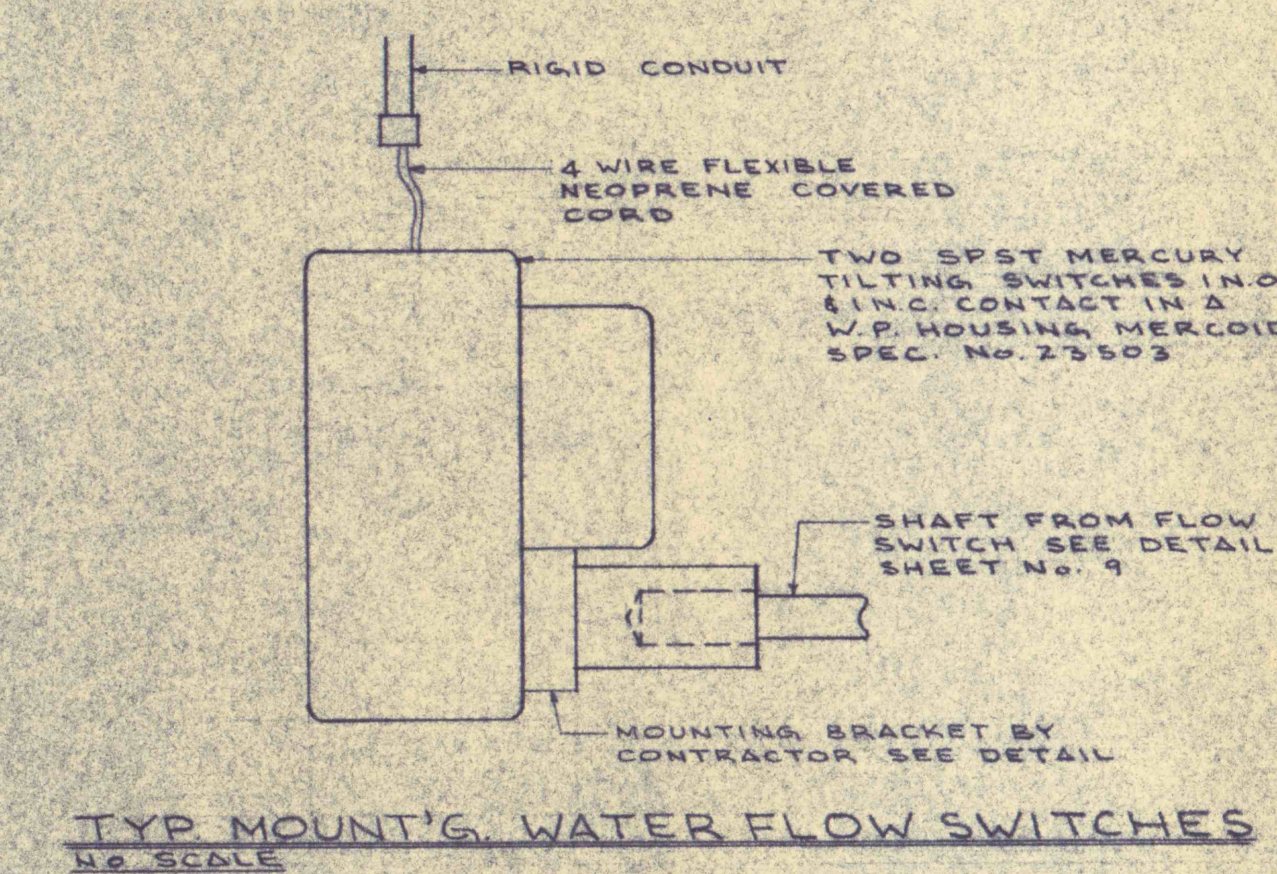 RIGID CONDUIT
4 WIRE FLEXIBLE
NEOPRENE COVERED
CORD
TWO SPST MERCURY
TILTING SWITCHES 1N.O
& 1N.C. CONTACT IN A
W.P. HOUSING MERCOID
SPEC. No. 23503
SHAFT FROM FLOW
SWITCH SEE DETAIL
SHEET No. 9
MOUNTING BRACKET BY
CONTRACTOR SEE DETAIL
TYP. MOUNT'G. WATER FLOW SWITCHES
No SCALE